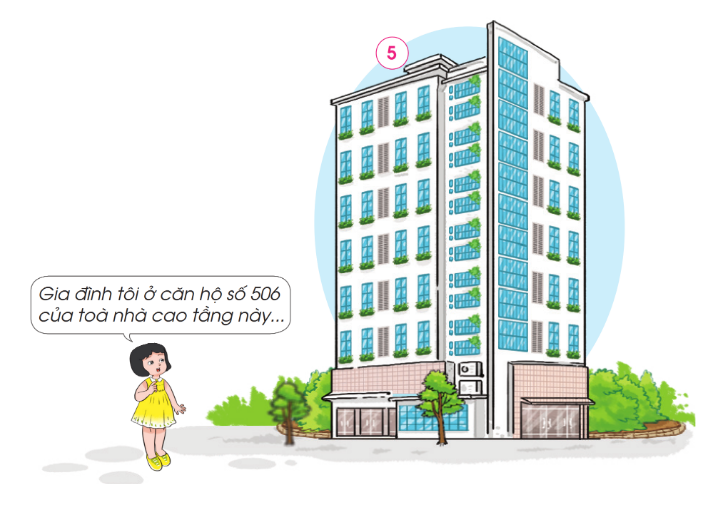 5
Gia đình tôi ở căn hộ số 506
của toà nhà cao tầng này...